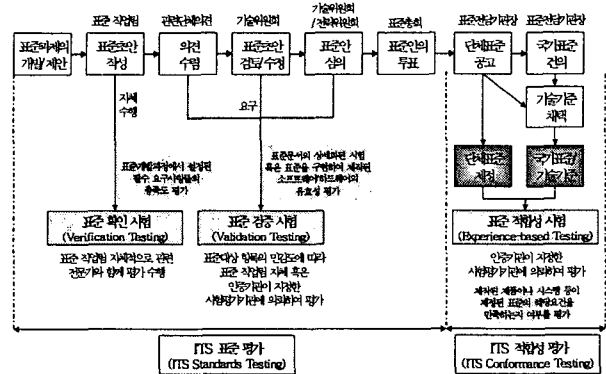 표준 작업팀
관련단체의견
기술위원회
기술위원회
/전략위원회
표준총회
표준전담기관장
표준전담기관장
표준과제의
개발/제안
표준초안
작성
의견
수렴
표준초안
검토/수정
표준안
심의
표준안의
투표
단체표준
공고
국가표준
건의
자체
수행
요구
기술기준
채택
표준개발과정에서 설정된
필수 요구사항들의
충족도 평가
표준문서의 상세화된 시험
혹은 표준을 구현하여 제작된
소프트웨어/하드웨어의
유효성 평가
단체표준
제정
국가표준/
기술기준
표준 확인 시험
(Verification Testing)
표준 검증 시험
(Validation Testing)
표준 적합성 시험
(Experience-based Testing)
표준 작업팀 자체적으로 관련
전문가와 함께 평가 수행
표준대상 항목의 민감도에 따라
표준 작업팀 자체 혹은
인증기관이 지정한
시험평가기관에 의뢰하여 평가
인증기관이 지정한
시험평가기관에 의뢰하여 평가
제작된 제품이나 시스템 등이
제정된 표준의 해당요건을
만족하는지 여부를 평가
ITS 표준 평가
(ITS Standards Testing)
ITS 적합성 평가
(ITS Conformance Testing)